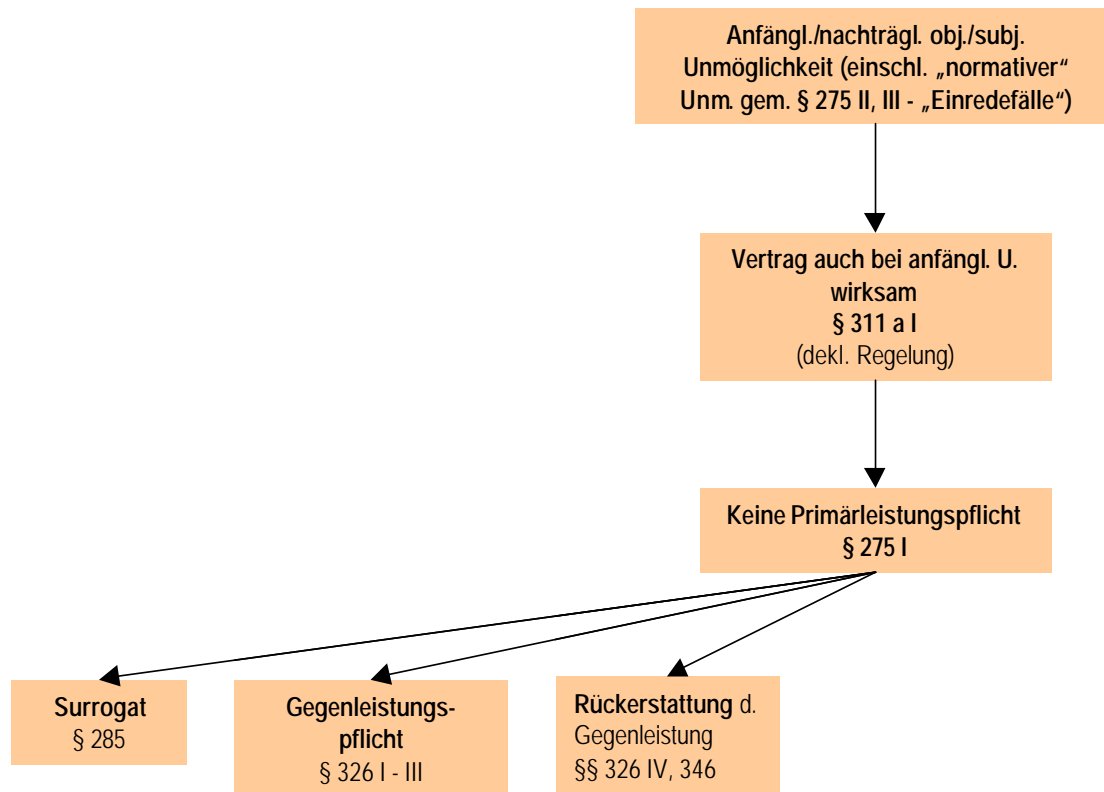 Anfängl./nachträgl. obj./subj.
Unmöglichkeit (einschl. „normativer“
Unm. gem. § 275 II, III - „Einredefälle“)
Vertrag auch bei anfängl. U.
wirksam
§ 311 a I
(dekl. Regelung)
Keine Primärleistungspflicht
§ 275 I
Surrogat
§ 285
Gegenleistungs-
pflicht
§ 326 I - III
Rückerstattung d.
Gegenleistung
§§ 326 IV, 346